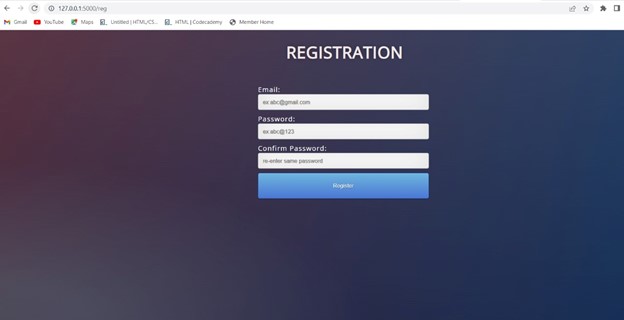 127.0.0.1:5000/reg
Gmail YouTube Maps Untitled | HTML/CS... HTML | Codecademy Member Home
REGISTRATION
Email:
ex:abc@gmail.com
Password:
ex:abc@123
Confirm Password:
re-enter same password
Register